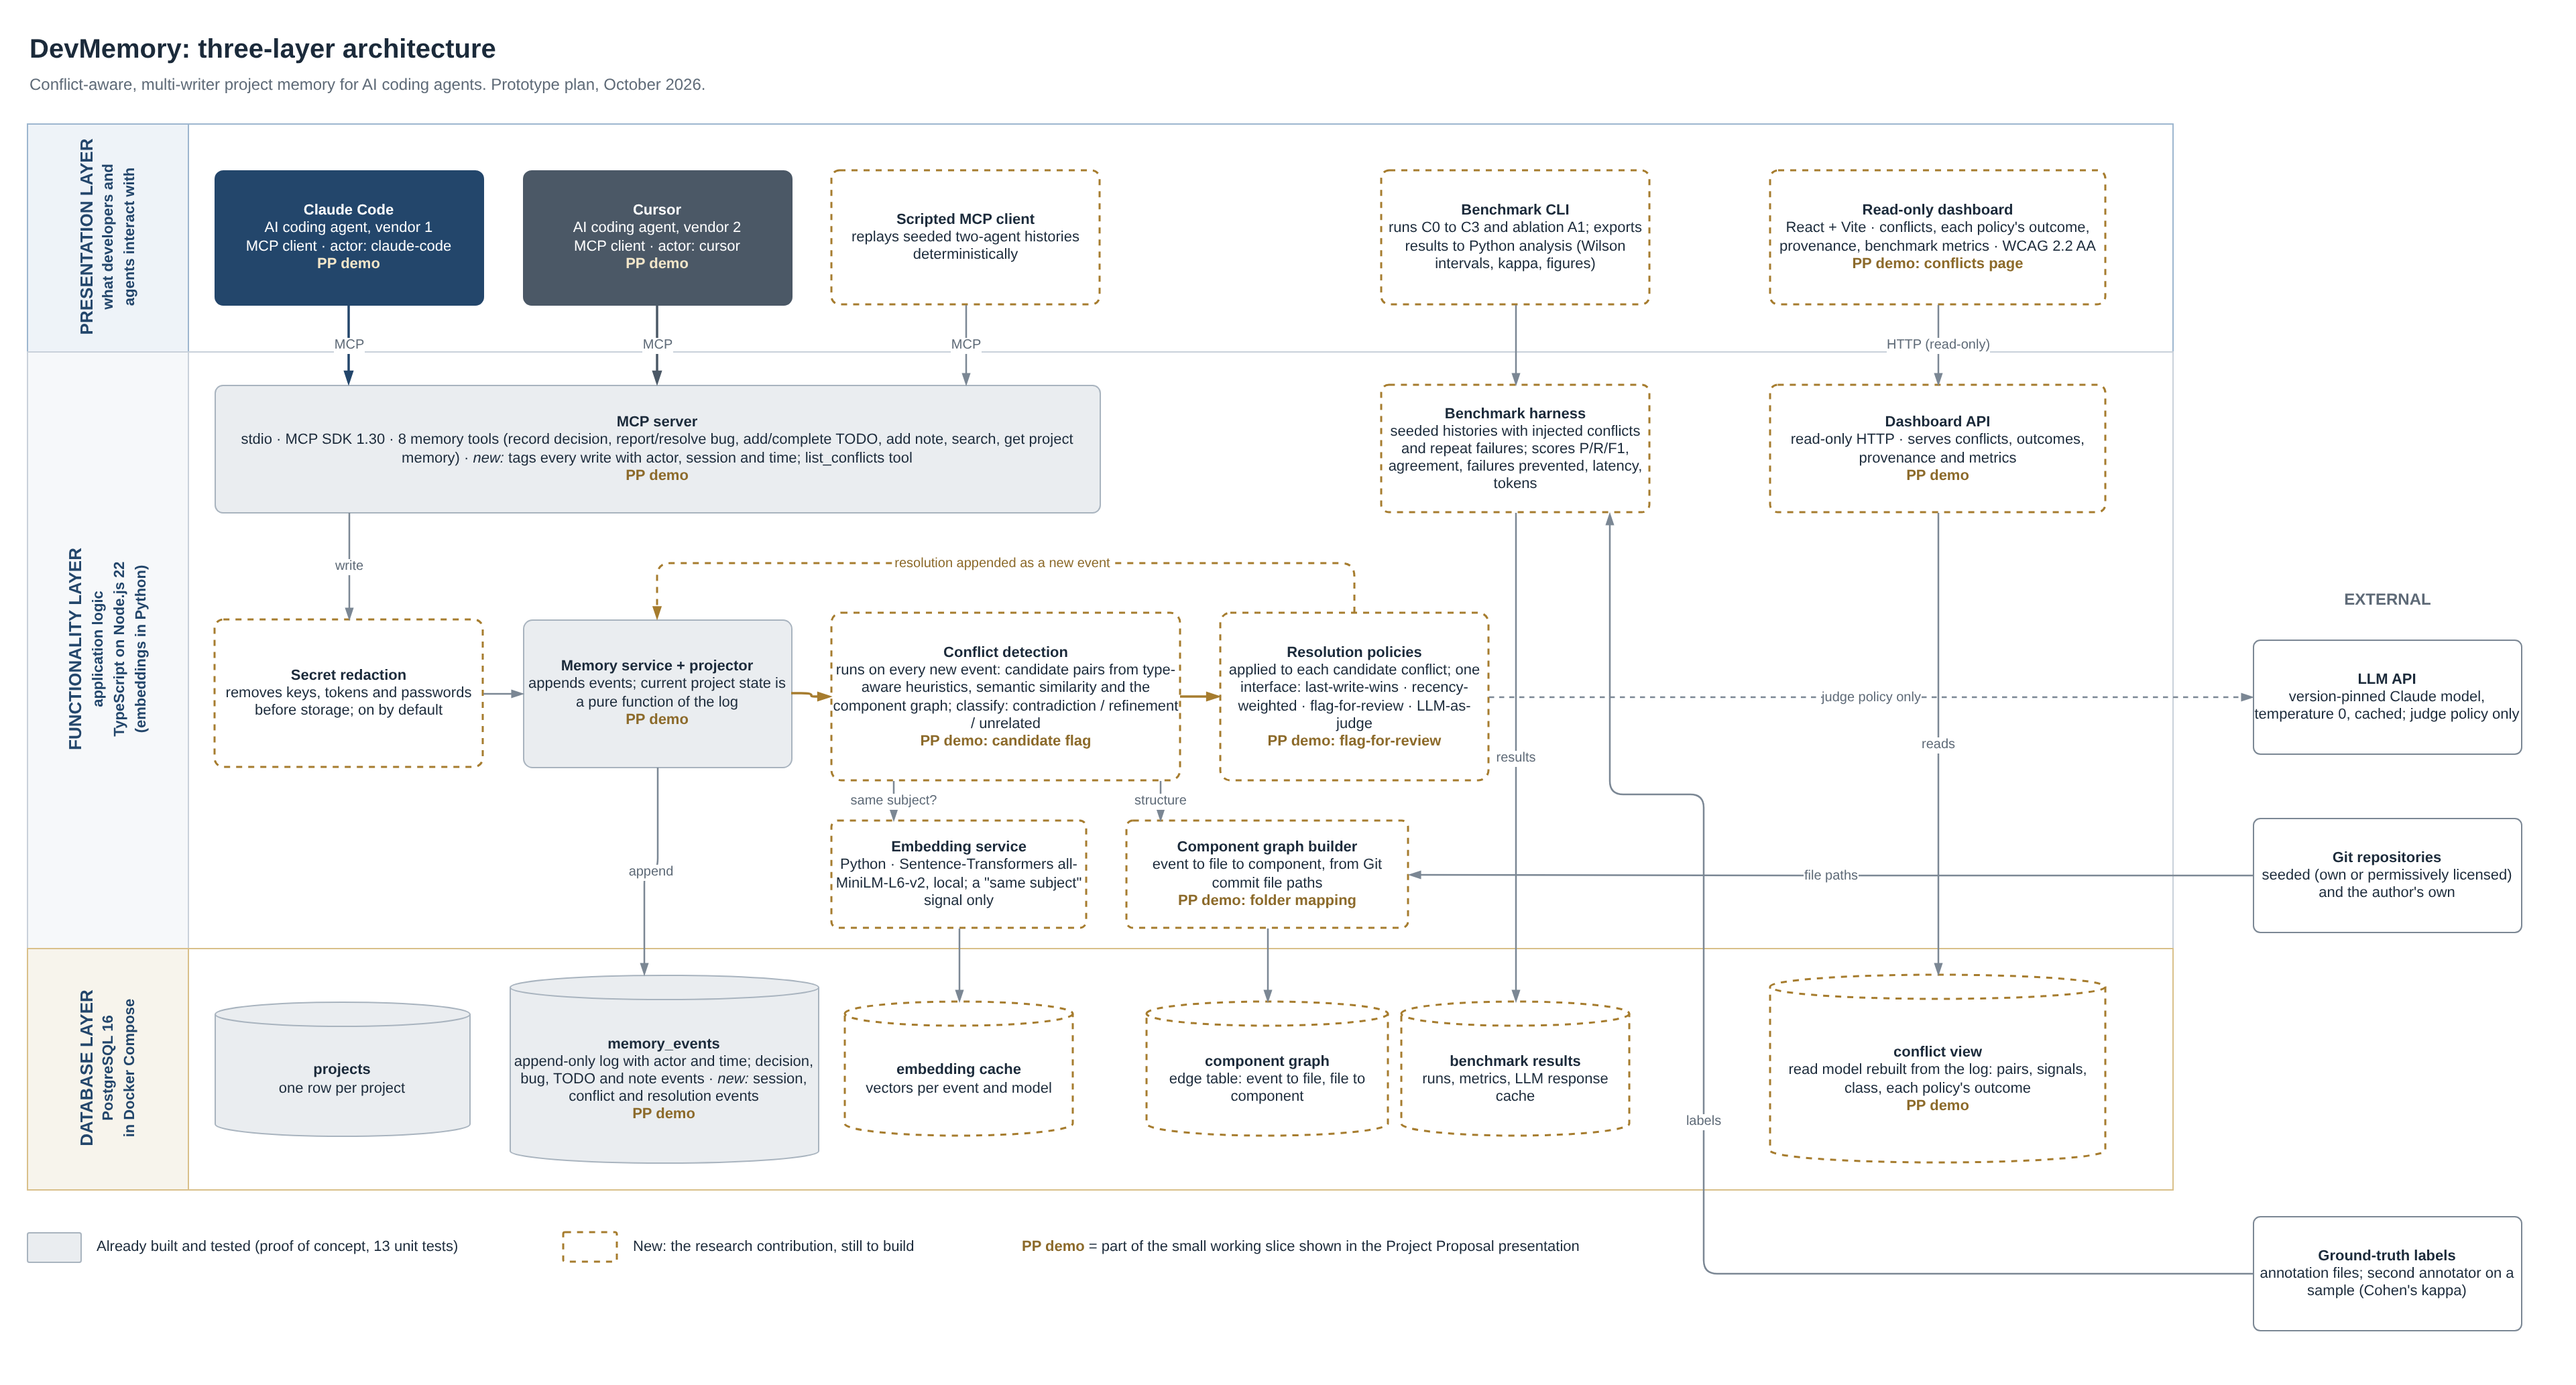 DevMemory: three-layer architecture
Conflict-aware, multi-writer project memory for AI coding agents. Prototype plan, October 2026.
PRESENTATION LAYER
what developers and
agents interact with
Claude Code
AI coding agent, vendor 1
MCP client · actor: claude-code
PP demo
Cursor
AI coding agent, vendor 2
MCP client · actor: cursor
PP demo
Scripted MCP client
replays seeded two-agent histories
deterministically
Benchmark CLI
runs C0 to C3 and ablation A1; exports
results to Python analysis (Wilson
intervals, kappa, figures)
Read-only dashboard
React + Vite · conflicts, each policy's outcome,
provenance, benchmark metrics · WCAG 2.2 AA
PP demo: conflicts page
MCP
MCP
MCP
HTTP (read-only)
FUNCTIONALITY LAYER
application logic
TypeScript on Node.js 22
(embeddings in Python)
MCP server
stdio · MCP SDK 1.30 · 8 memory tools (record decision, report/resolve bug, add/complete TODO, add note, search, get project
memory) · new: tags every write with actor, session and time; list_conflicts tool
PP demo
Benchmark harness
seeded histories with injected conflicts
and repeat failures; scores P/R/F1,
agreement, failures prevented, latency,
tokens
Dashboard API
read-only HTTP · serves conflicts, outcomes,
provenance and metrics
PP demo
write
resolution appended as a new event
EXTERNAL
Secret redaction
removes keys, tokens and passwords
before storage; on by default
Memory service + projector
appends events; current project state is
a pure function of the log
PP demo
Conflict detection
runs on every new event: candidate pairs from type-
aware heuristics, semantic similarity and the
component graph; classify: contradiction / refinement
/ unrelated
PP demo: candidate flag
Resolution policies
applied to each candidate conflict; one
interface: last-write-wins · recency-
weighted · flag-for-review · LLM-as-
judge
PP demo: flag-for-review
judge policy only
LLM API
version-pinned Claude model,
temperature 0, cached; judge policy only
results
reads
same subject?
structure
append
Embedding service
Python · Sentence-Transformers all-
MiniLM-L6-v2, local; a "same subject"
signal only
Component graph builder
event to file to component, from Git
commit file paths
PP demo: folder mapping
file paths
Git repositories
seeded (own or permissively licensed)
and the author's own
DATABASE LAYER
PostgreSQL 16
in Docker Compose
projects
one row per project
memory_events
append-only log with actor and time; decision,
bug, TODO and note events · new: session,
conflict and resolution events
PP demo
embedding cache
vectors per event and model
component graph
edge table: event to file, file to
component
benchmark results
runs, metrics, LLM response
cache
labels
conflict view
read model rebuilt from the log: pairs, signals,
class, each policy's outcome
PP demo
Already built and tested (proof of concept, 13 unit tests)
New: the research contribution, still to build
PP demo = part of the small working slice shown in the Project Proposal presentation
Ground-truth labels
annotation files; second annotator on a
sample (Cohen's kappa)